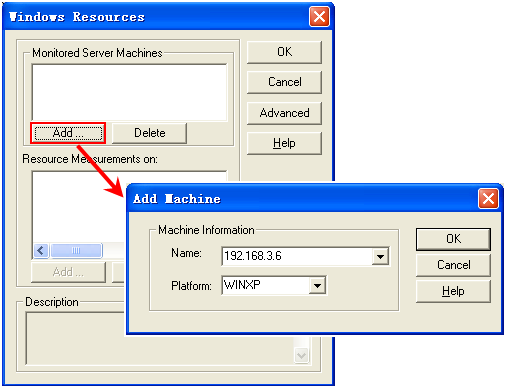 Windows Resources
Monitored Server Machines
OK
Cancel
Add ...
Delete
Advanced
Help
Resource Measurements on:
Add ...
Description
Add Machine
Machine Information
Name: 192.168.3.6
Platform: WINXP
OK
Cancel
Help